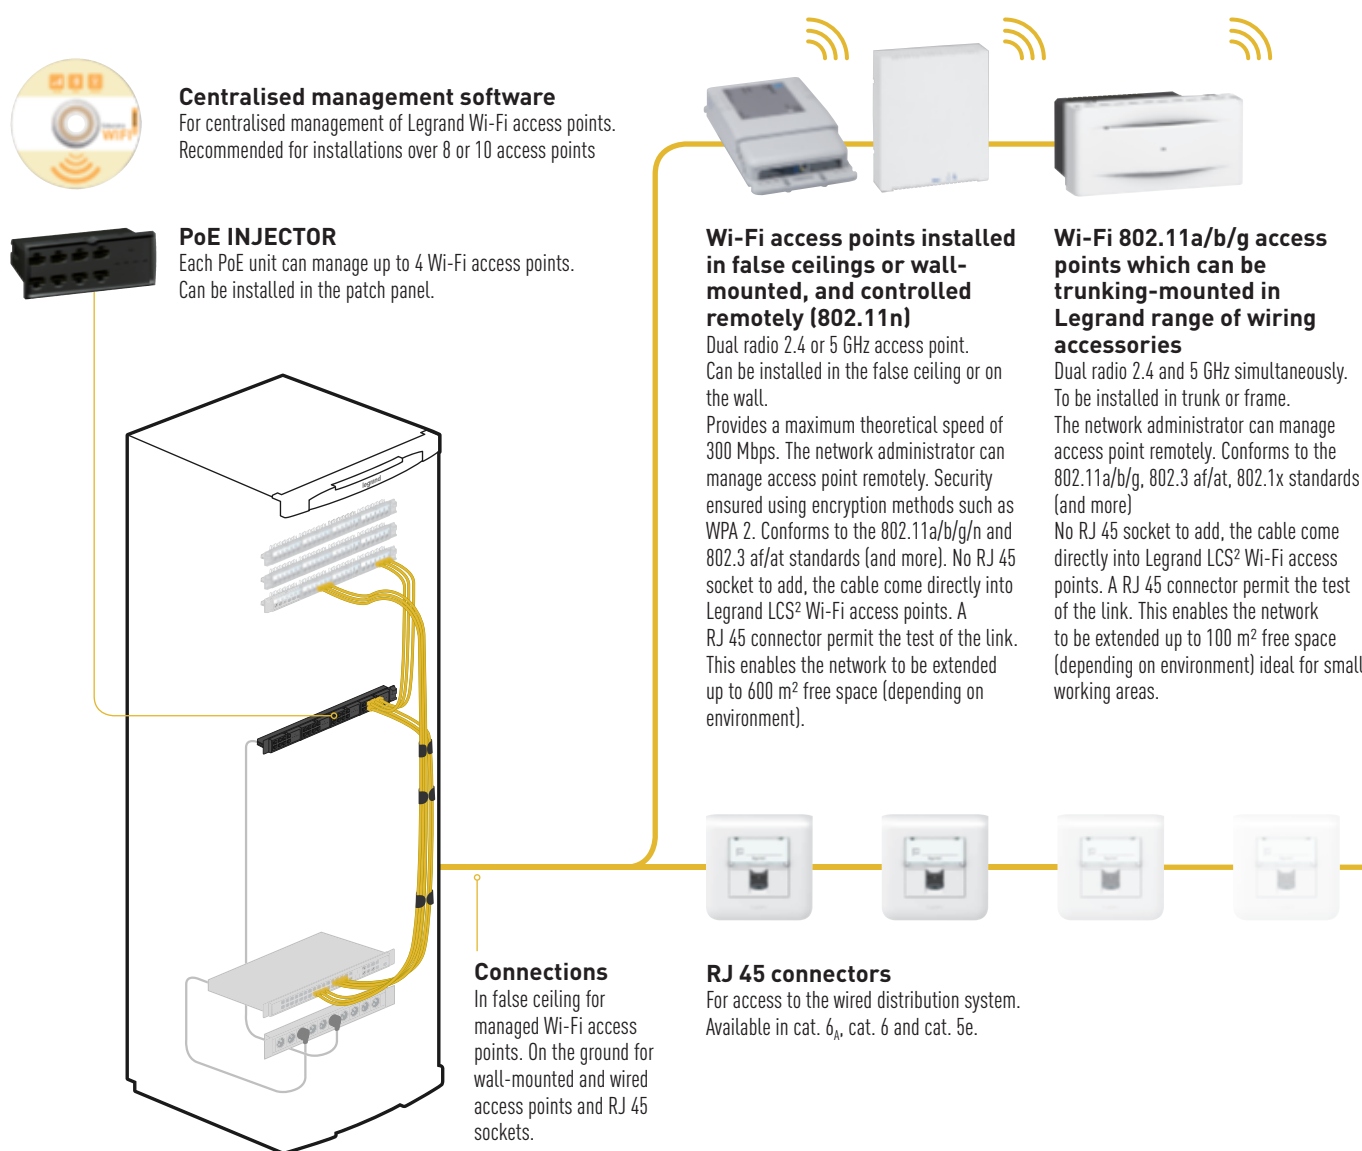 Centralised management software
For centralised management of Legrand Wi-Fi access points.
Recommended for installations over 8 or 10 access points
WIFI
PoE INJECTOR
Each PoE unit can manage up to 4 Wi-Fi access points.
Can be installed in the patch panel.
legrand
Wi-Fi access points installed
in false ceilings or wall-
mounted, and controlled
remotely (802.11n)
Dual radio 2.4 or 5 GHz access point.
Can be installed in the false ceiling or on
the wall.
Provides a maximum theoretical speed of
300 Mbps. The network administrator can
manage access point remotely. Security
ensured using encryption methods such as
WPA 2. Conforms to the 802.11a/b/g/n and
802.3 af/at standards (and more). No RJ 45
socket to add, the cable come directly into
Legrand LCS² Wi-Fi access points. A
RJ 45 connector permit the test of the link.
This enables the network to be extended
up to 600 m² free space (depending on
environment).
Wi-Fi 802.11a/b/g access
points which can be
trunking-mounted in
Legrand range of wiring
accessories
Dual radio 2.4 and 5 GHz simultaneously.
To be installed in trunk or frame.
The network administrator can manage
access point remotely. Conforms to the
802.11a/b/g, 802.3 af/at, 802.1x standards
(and more)
No RJ 45 socket to add, the cable come
directly into Legrand LCS² Wi-Fi access
points. A RJ 45 connector permit the test
of the link. This enables the network
to be extended up to 100 m² free space
(depending on environment) ideal for small
working areas.
Connections
In false ceiling for
managed Wi-Fi access
points. On the ground for
wall-mounted and wired
access points and RJ 45
sockets.
RJ 45 connectors
For access to the wired distribution system.
Available in cat. 6A, cat. 6 and cat. 5e.